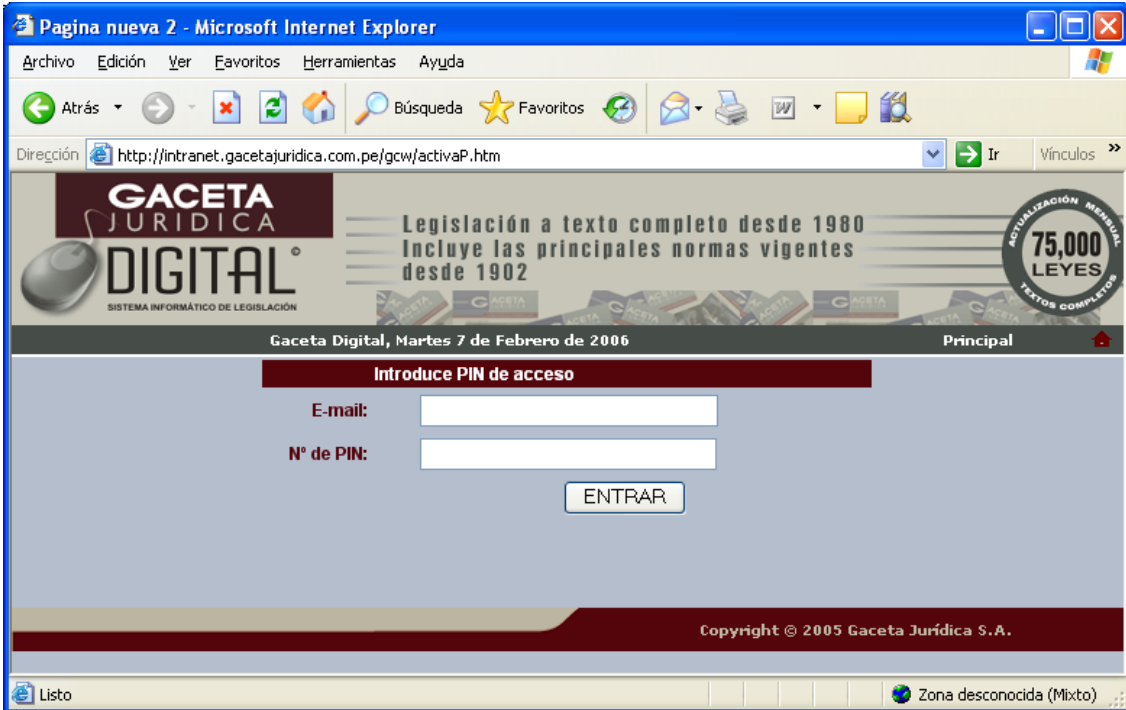 Pagina nueva 2 - Microsoft Internet Explorer
Archivo Edición Ver Favoritos Herramientas Ayuda
Atrás Búsqueda Favoritos
Dirección http://intranet.gacetajuridica.com.pe/gcw/activaP.htm Ir Vínculos »
GACETA
JURIDICA
DIGITAL©
SISTEMA INFORMÁTICO DE LEGISLACIÓN
Legislación a texto completo desde 1980
Incluye las principales normas vigentes
desde 1902
ACTUALIZACIÓN MENSUAL
75,000
LEYES
TEXTOS COMPLETOS
Gaceta Digital, Martes 7 de Febrero de 2006 Principal
Introduce PIN de acceso
E-mail:
Nº de PIN:
ENTRAR
Copyright © 2005 Gaceta Jurídica S.A.
Listo Zona desconocida (Mixto)